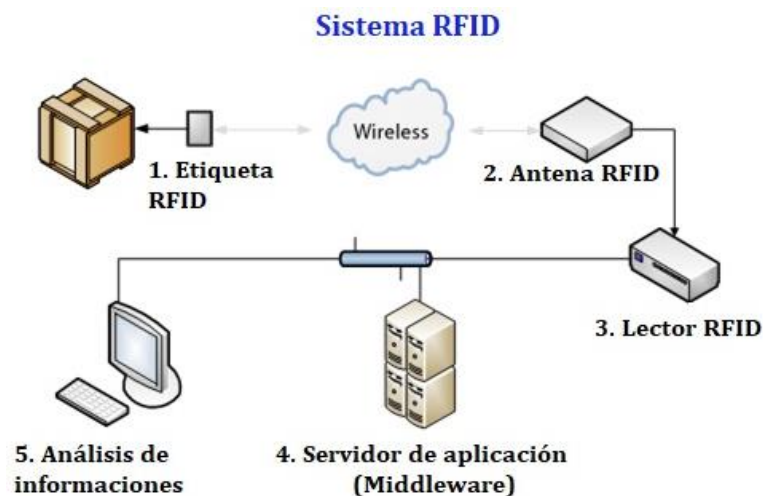 Sistema RFID
Wireless
1. Etiqueta
RFID
2. Antena RFID
3. Lector RFID
4. Servidor de aplicación
(Middleware)
5. Análisis de
informaciones